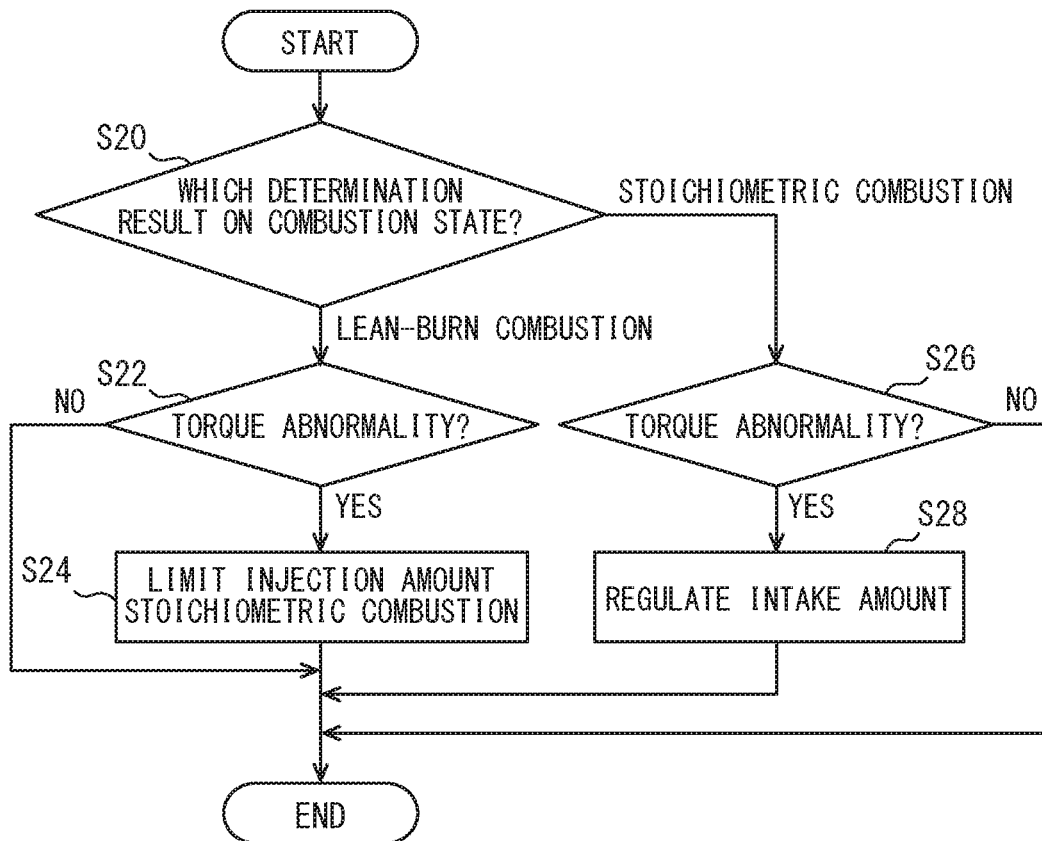 START
S20
WHICH DETERMINATION
RESULT ON COMBUSTION STATE?
STOICHIOMETRIC COMBUSTION
LEAN-BURN COMBUSTION
S22
NO
TORQUE ABNORMALITY?
YES
S24
LIMIT INJECTION AMOUNT
STOICHIOMETRIC COMBUSTION
S26
NO
TORQUE ABNORMALITY?
YES
S28
REGULATE INTAKE AMOUNT
END